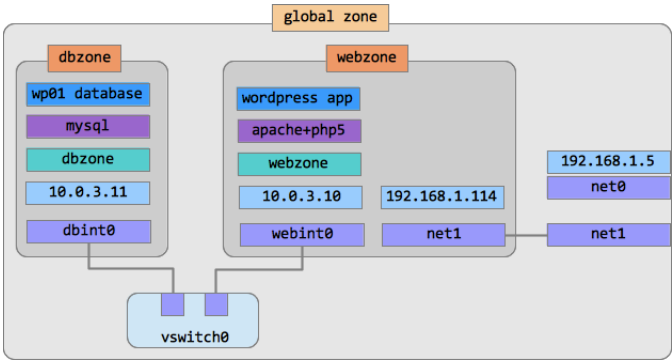 global zone
dbzone
wp01 database
mysql
dbzone
10.0.3.11
dbint0
webzone
wordpress app
apache+php5
webzone
10.0.3.10
webint0
192.168.1.114
net1
192.168.1.5
net0
net1
vswitch0